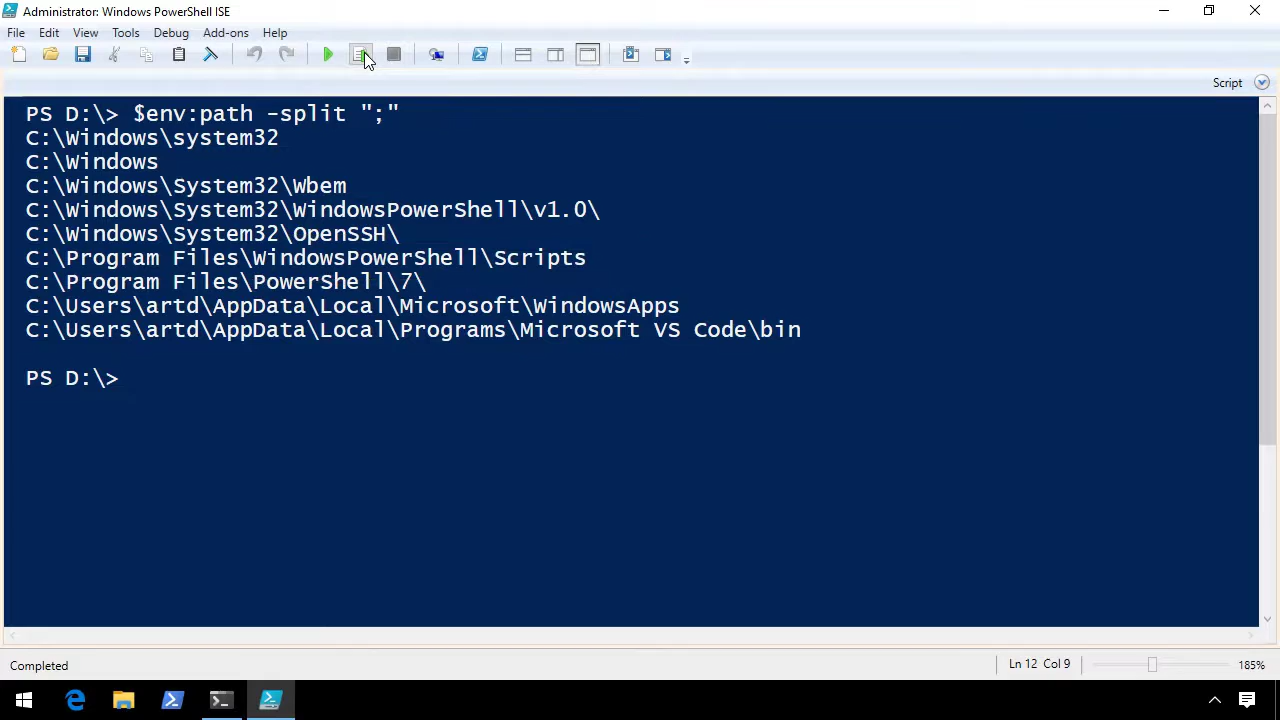 Administrator: Windows PowerShell ISE
File Edit View Tools Debug Add-ons Help
Script
PS D:\> $env:path -split ";"
C:\Windows\system32
C:\Windows
C:\Windows\System32\Wbem
C:\Windows\System32\WindowsPowerShell\v1.0\
C:\Windows\System32\OpenSSH\
C:\Program Files\WindowsPowerShell\Scripts
C:\Program Files\PowerShell\7\
C:\Users\artd\AppData\Local\Microsoft\WindowsApps
C:\Users\artd\AppData\Local\Programs\Microsoft VS Code\bin
PS D:\>
Completed
Ln 12 Col 9
185%